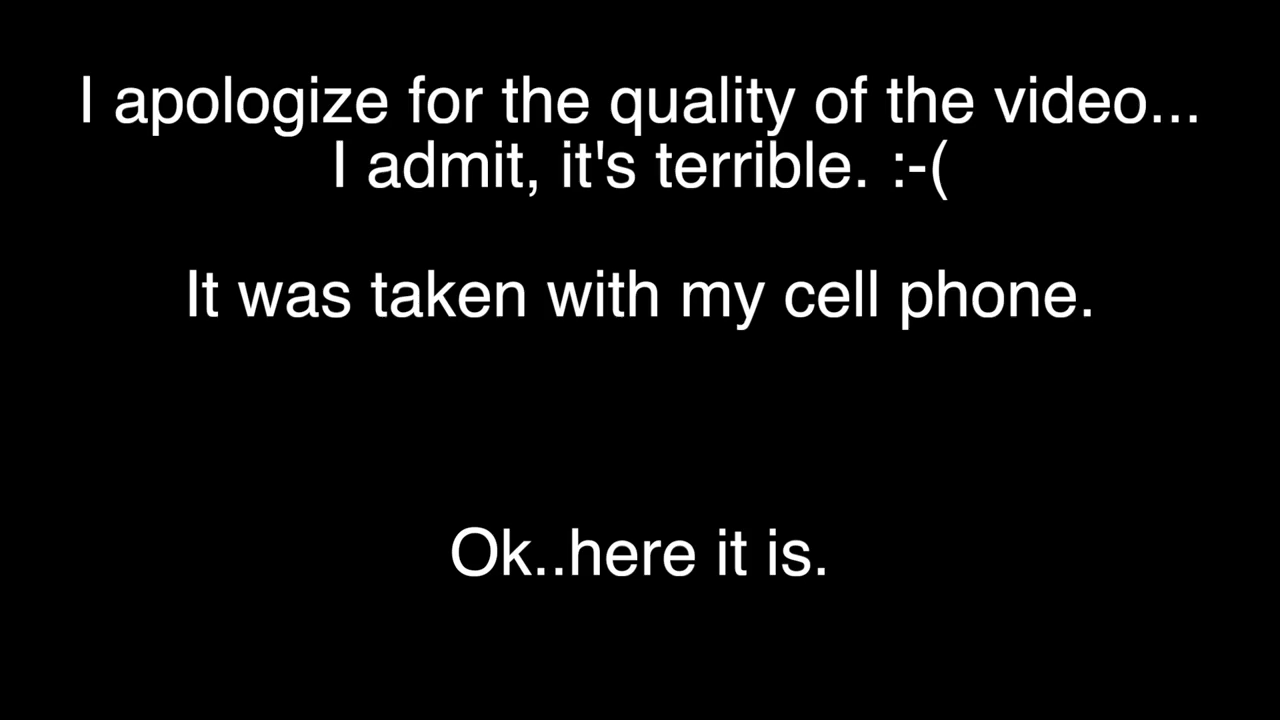 I apologize for the quality of the video...
I admit, it's terrible. :-(
It was taken with my cell phone.
Ok..here it is.